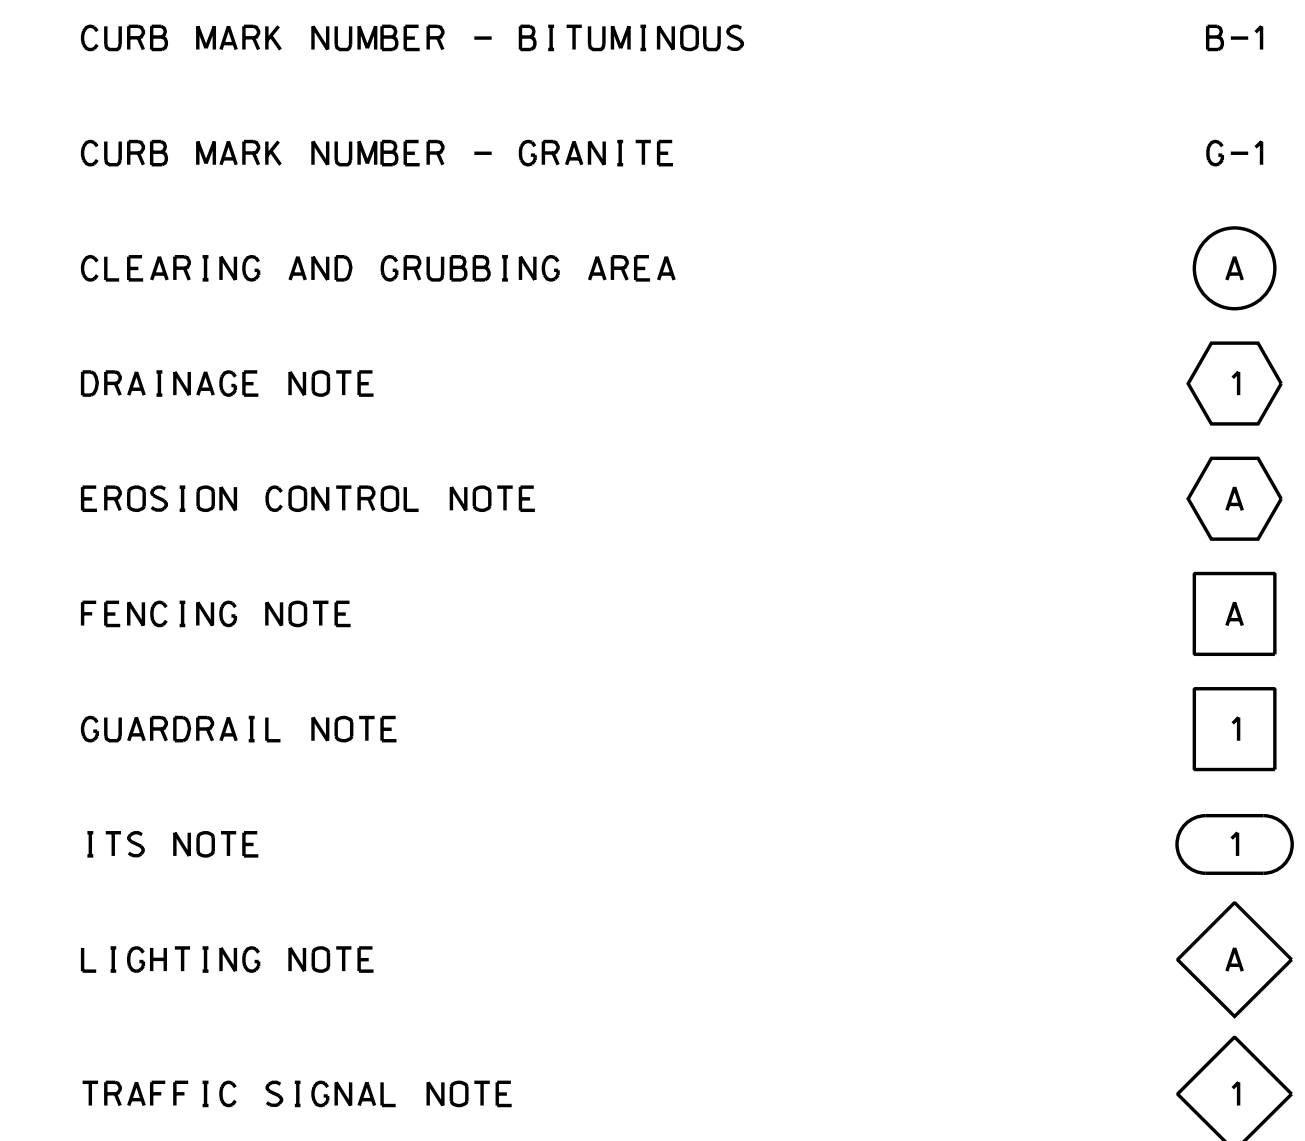 CURB MARK NUMBER - BITUMINOUS B-1
CURB MARK NUMBER - GRANITE G-1
CLEARING AND GRUBBING AREA A
DRAINAGE NOTE 1
EROSION CONTROL NOTE A
FENCING NOTE A
GUARDRAIL NOTE 1
ITS NOTE 1
LIGHTING NOTE A
TRAFFIC SIGNAL NOTE 1